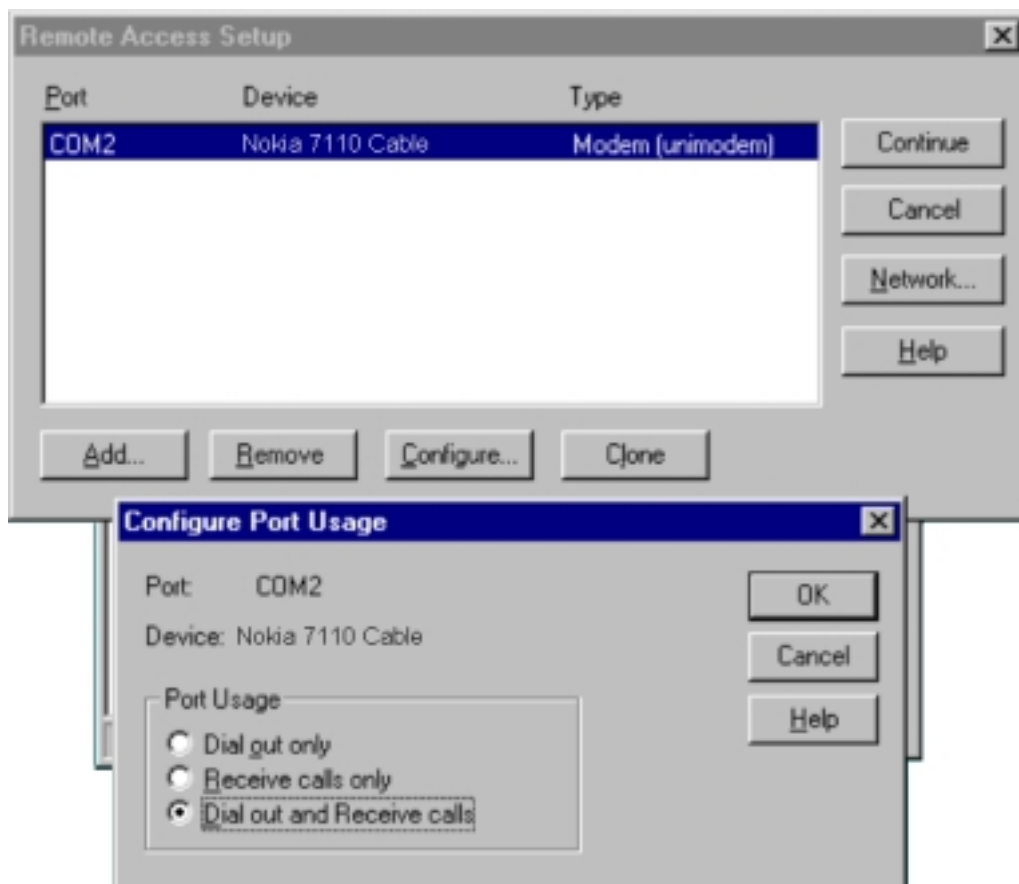 Remote Access Setup
Port Device Type
COM2 Nokia 7110 Cable Modem (unimodem)
Continue
Cancel
Network...
Help
Add... Remove Configure... Clone
Configure Port Usage
Port: COM2
Device: Nokia 7110 Cable
OK
Cancel
Help
Port Usage
Dial out only
Receive calls only
Dial out and Receive calls